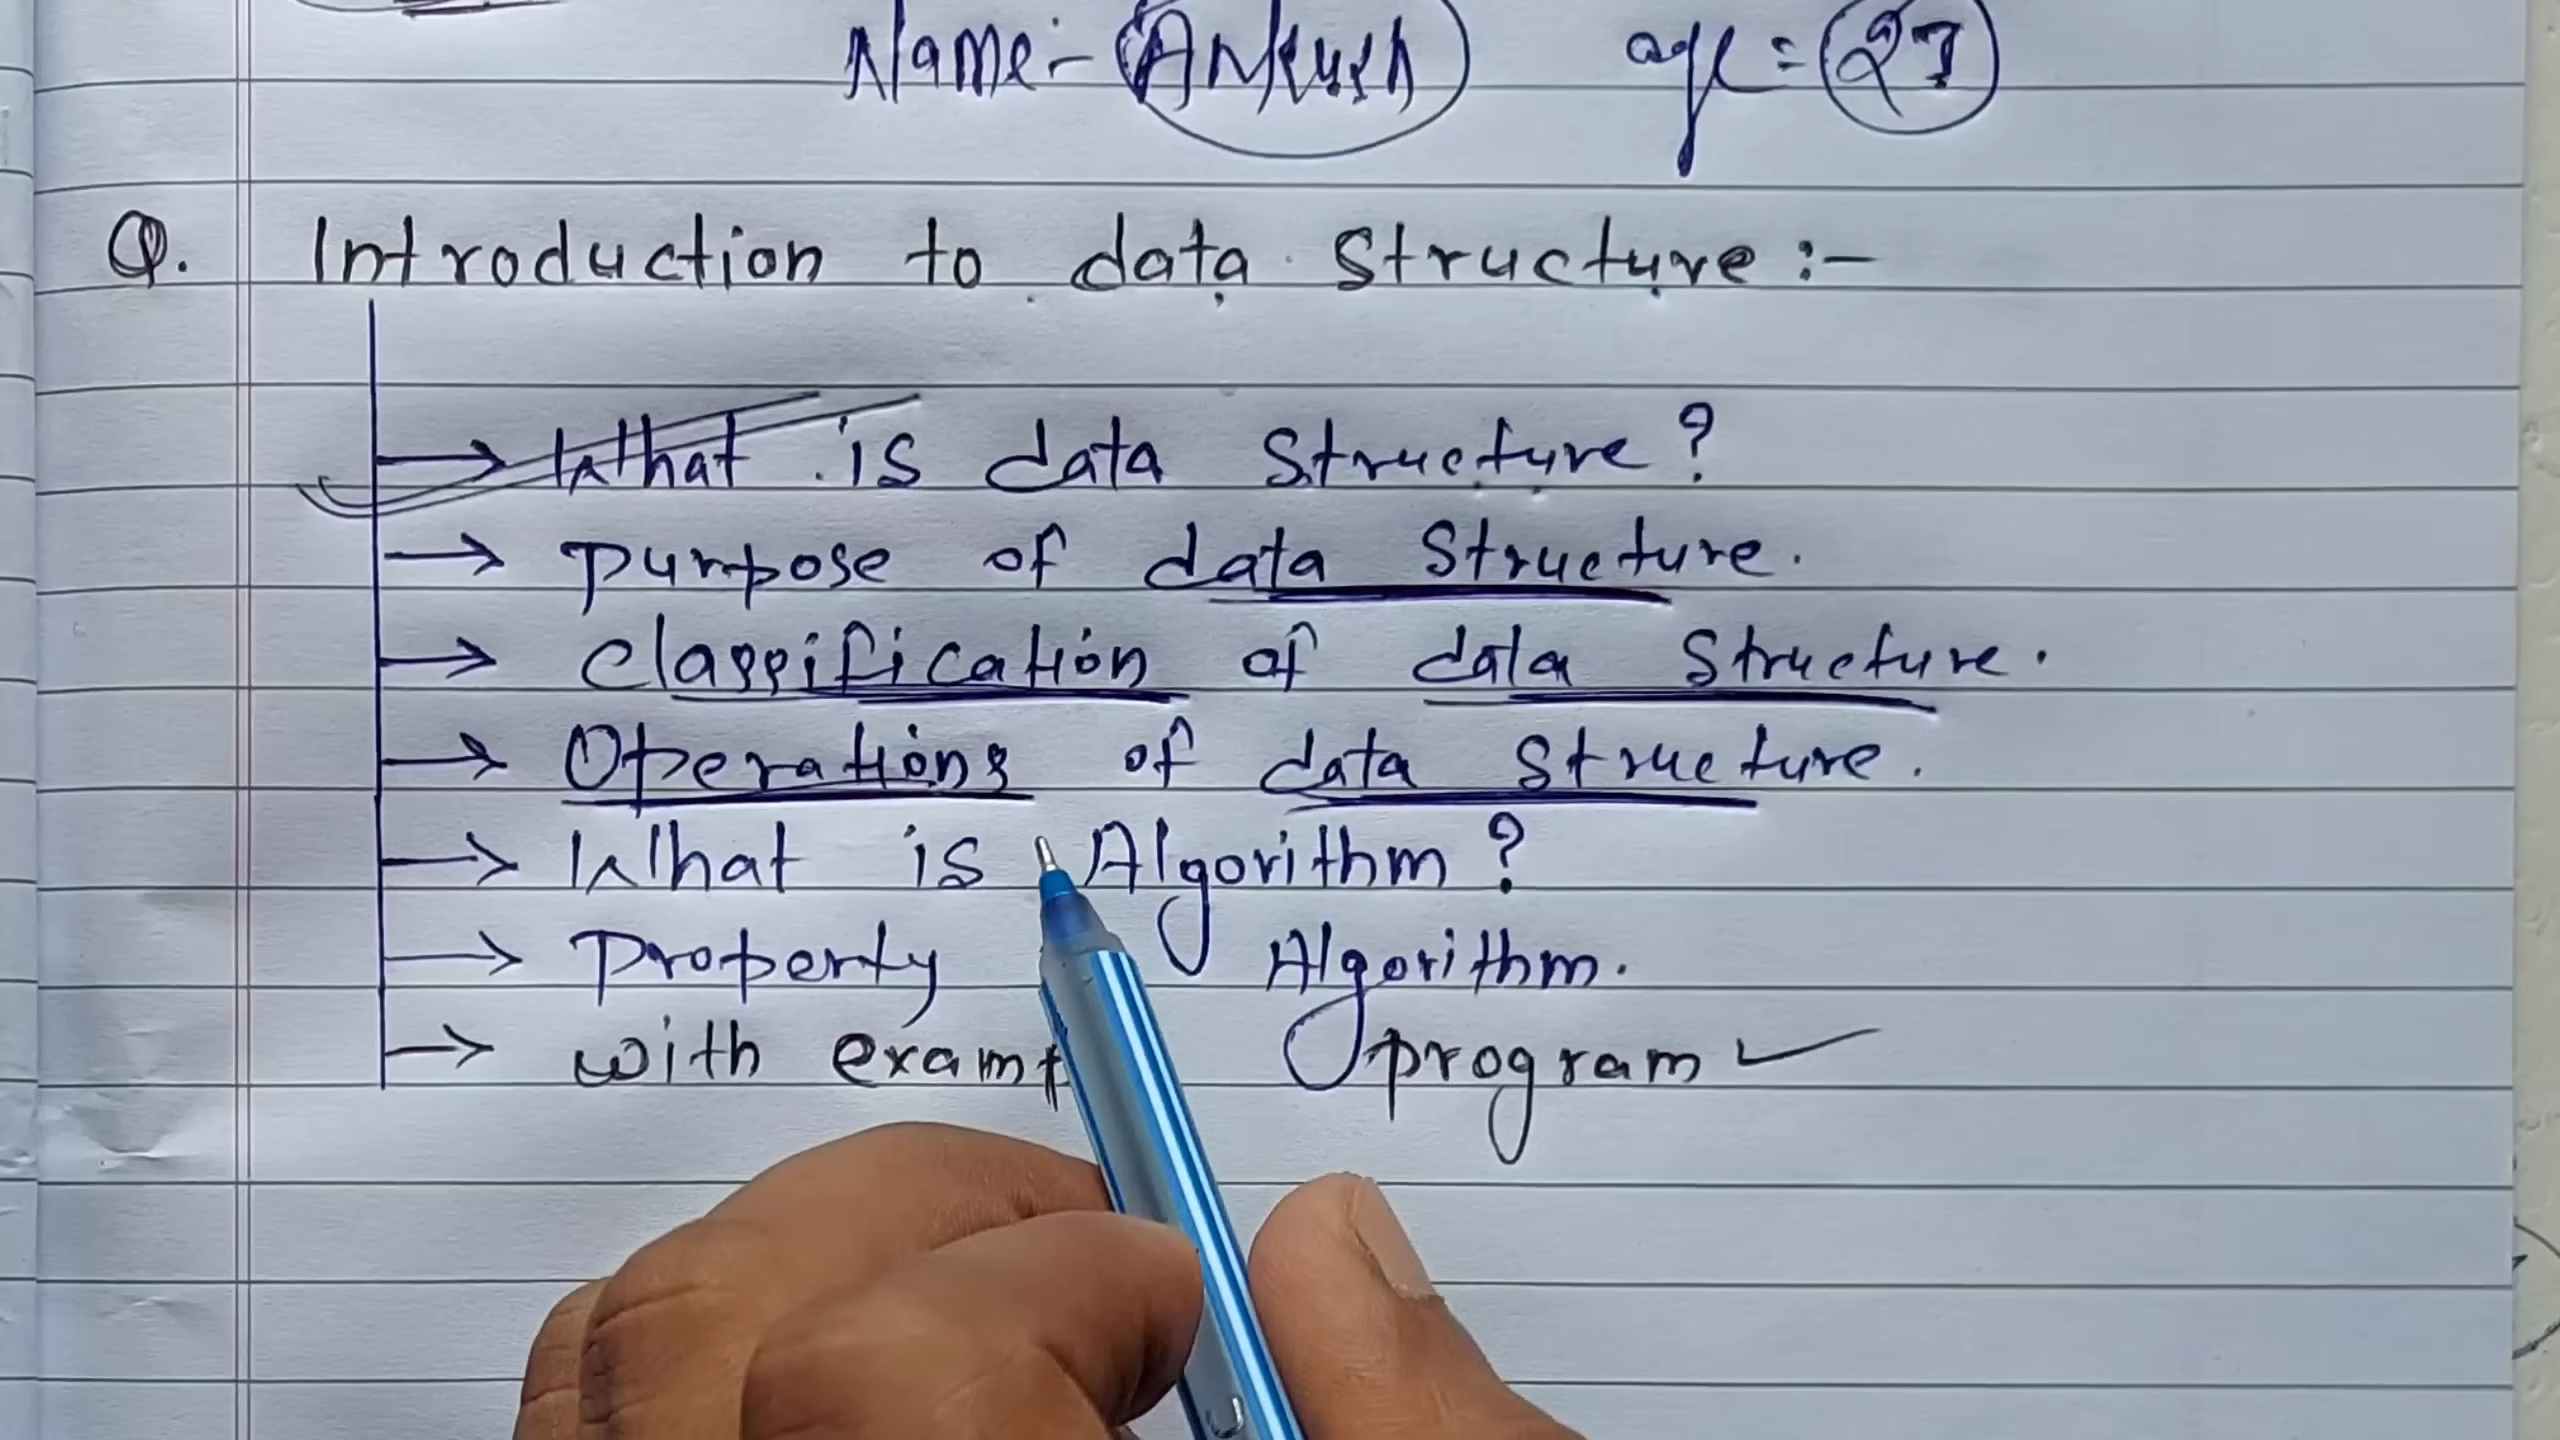 Name:- Ankush age = 27
Q. Introduction to data structure :-
→ What is data structure?
→ Purpose of data structure.
→ Classification of data structure.
→ Operations of data structure.
→ What is Algorithm?
→ Property Algorithm.
→ with program ✓